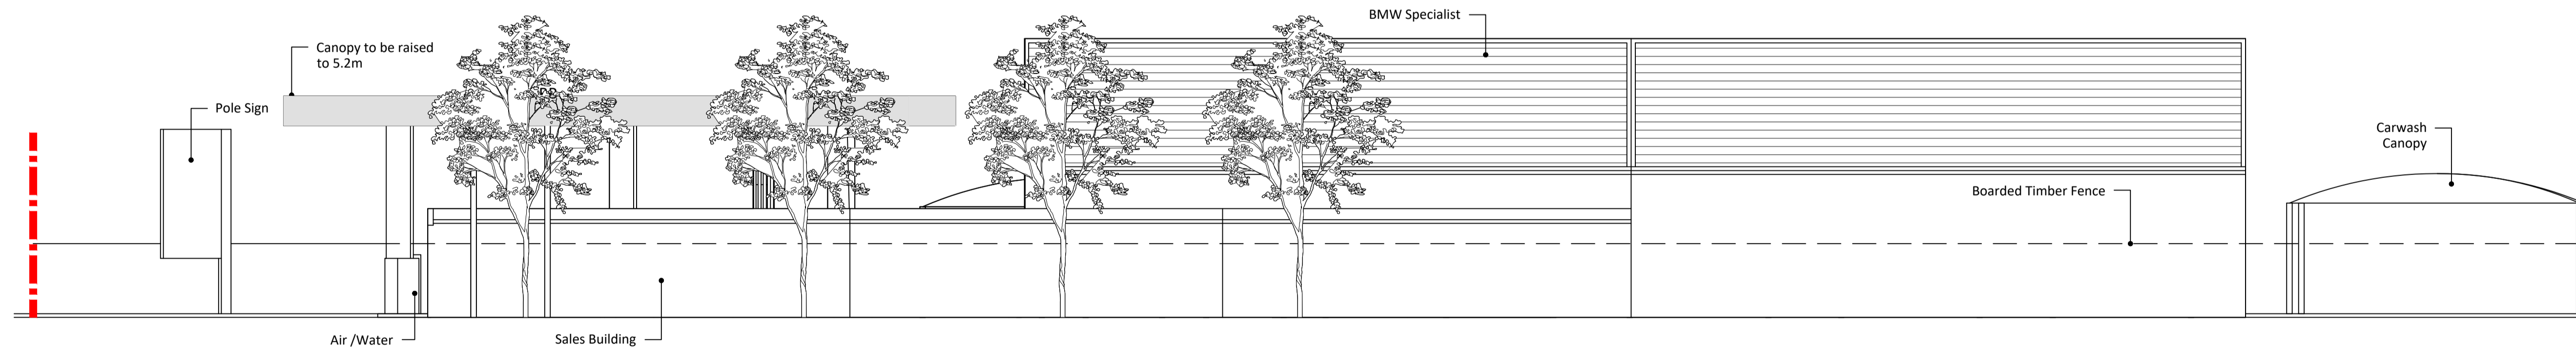 BMW Specialist
Canopy to be raised
to 5.2m
Pole Sign
Carwash
Canopy
Boarded Timber Fence
Air /Water
Sales Building